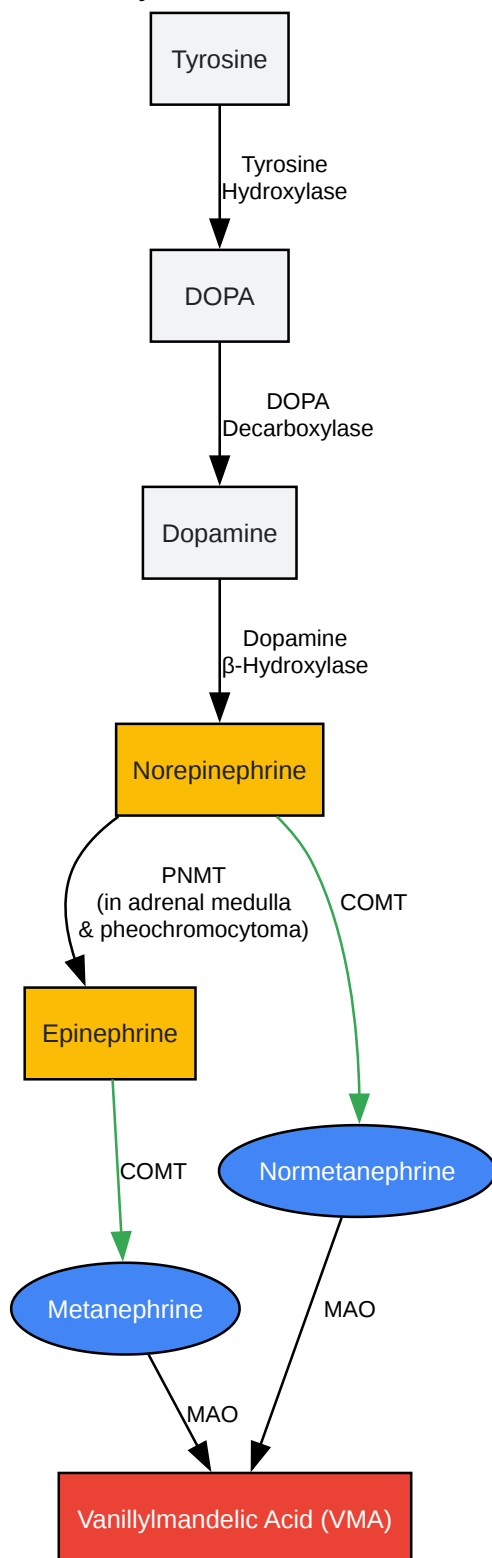 Tyrosine
Tyrosine
Hydroxylase
DOPA
DOPA
Decarboxylase
Dopamine
Dopamine
β-Hydroxylase
Norepinephrine
PNMT
(in adrenal medulla
& pheochromocytoma)
COMT
Epinephrine
COMT
Normetanephrine
Metanephrine
MAO
MAO
Vanillylmandelic Acid (VMA)